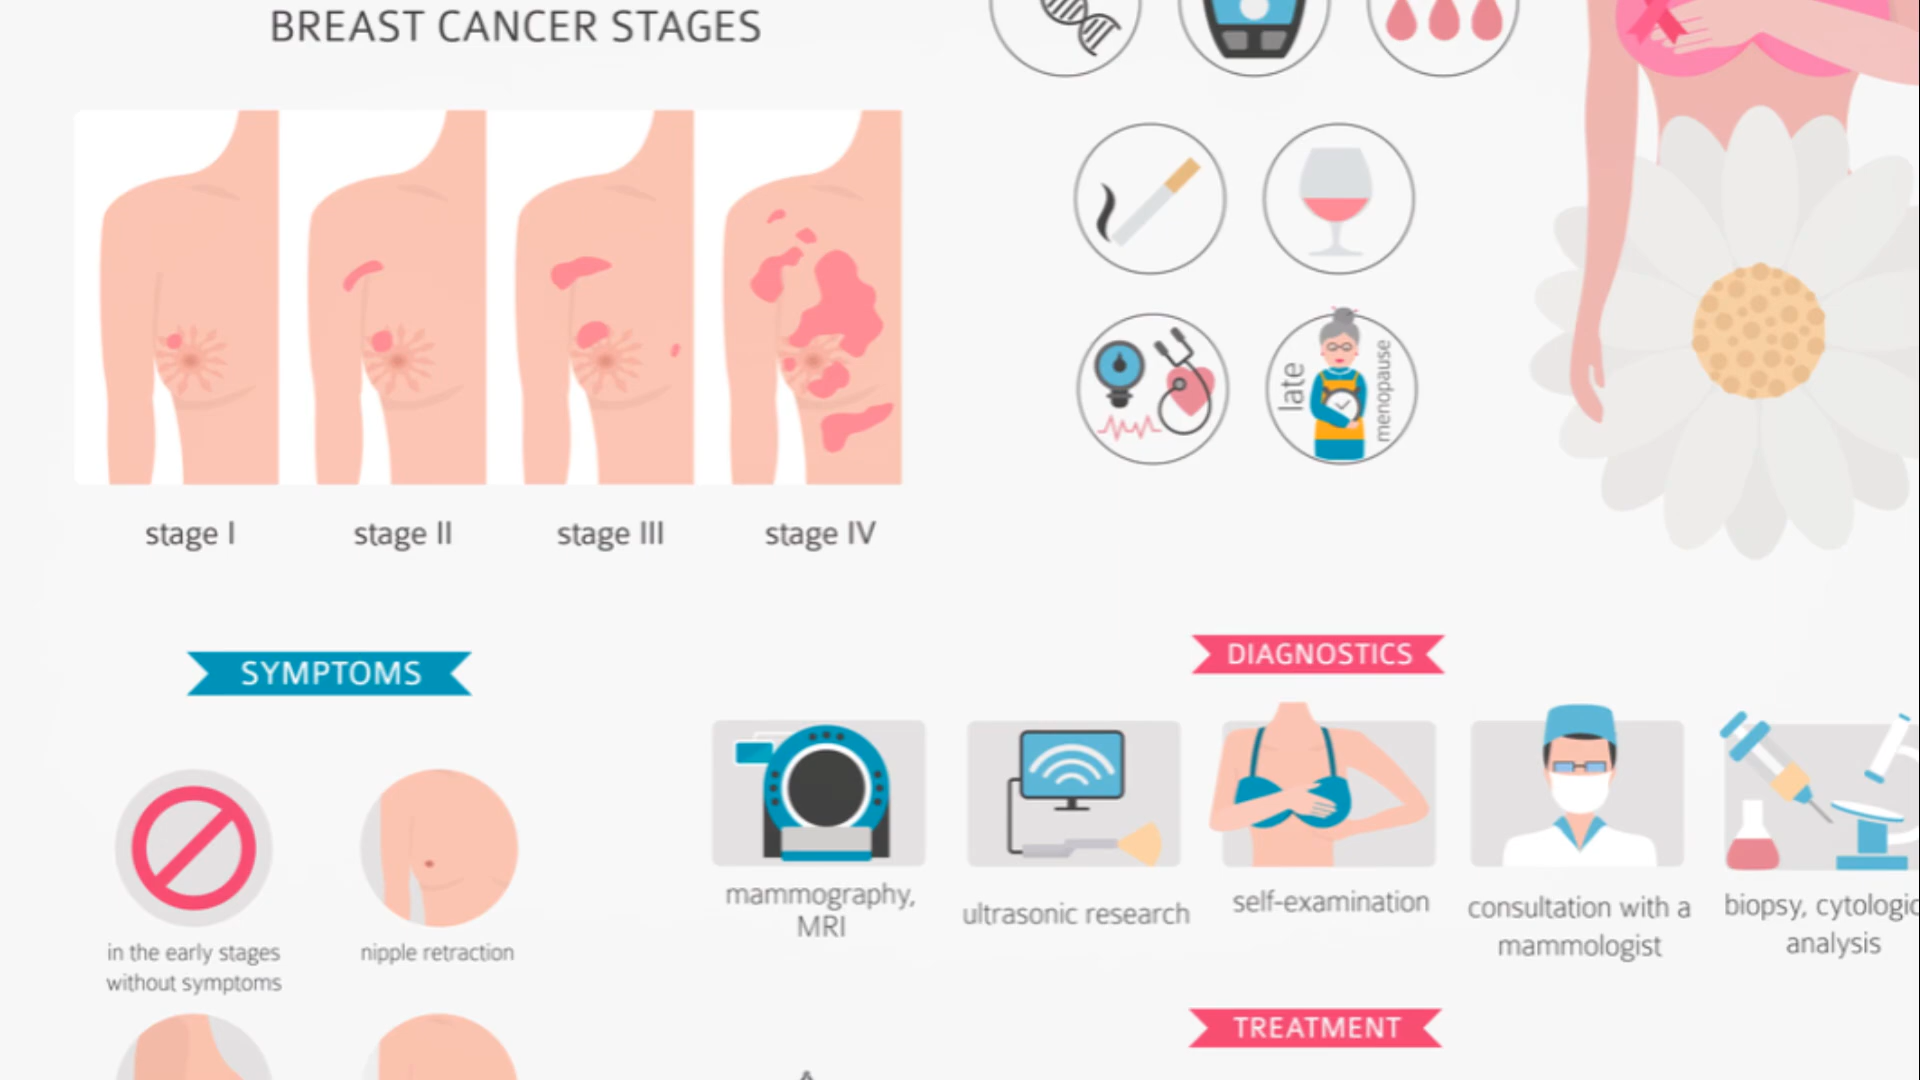 BREAST CANCER STAGES
stage I
stage II
stage III
stage IV
late
menopause
SYMPTOMS
in the early stages
without symptoms
nipple retraction
DIAGNOSTICS
mammography,
MRI
ultrasonic research
self-examination
consultation with a
mammologist
biopsy, cytologic
analysis
TREATMENT